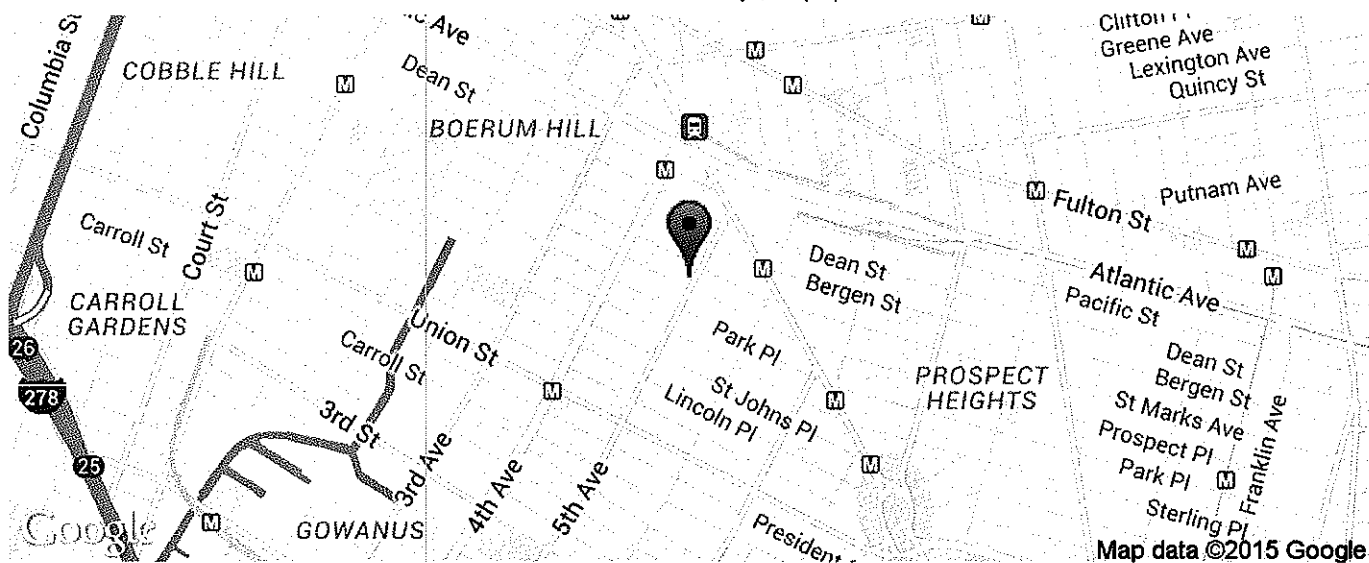 Columbia St
ic Ave
Clifton Pl
Greene Ave
Lexington Ave
Quincy St
COBBLE HILL
Dean St
BOERUM HILL
M
M
M
M
M
M
Fulton St
Putnam Ave
Carroll St
Court St
M
M
Dean St
Bergen St
M
M
Atlantic Ave
Pacific St
CARROLL
GARDENS
Union St
Carroll St
Park Pl
26
278
25
3rd St
3rd Ave
4th Ave
5th Ave
M
St Johns Pl
Lincoln Pl
M
M
PROSPECT
HEIGHTS
Dean St
Bergen St
St Marks Ave
Prospect Pl
Park Pl
M
Sterling Pl
Franklin Ave
Google
M
GOWANUS
President
Map data ©2015 Google